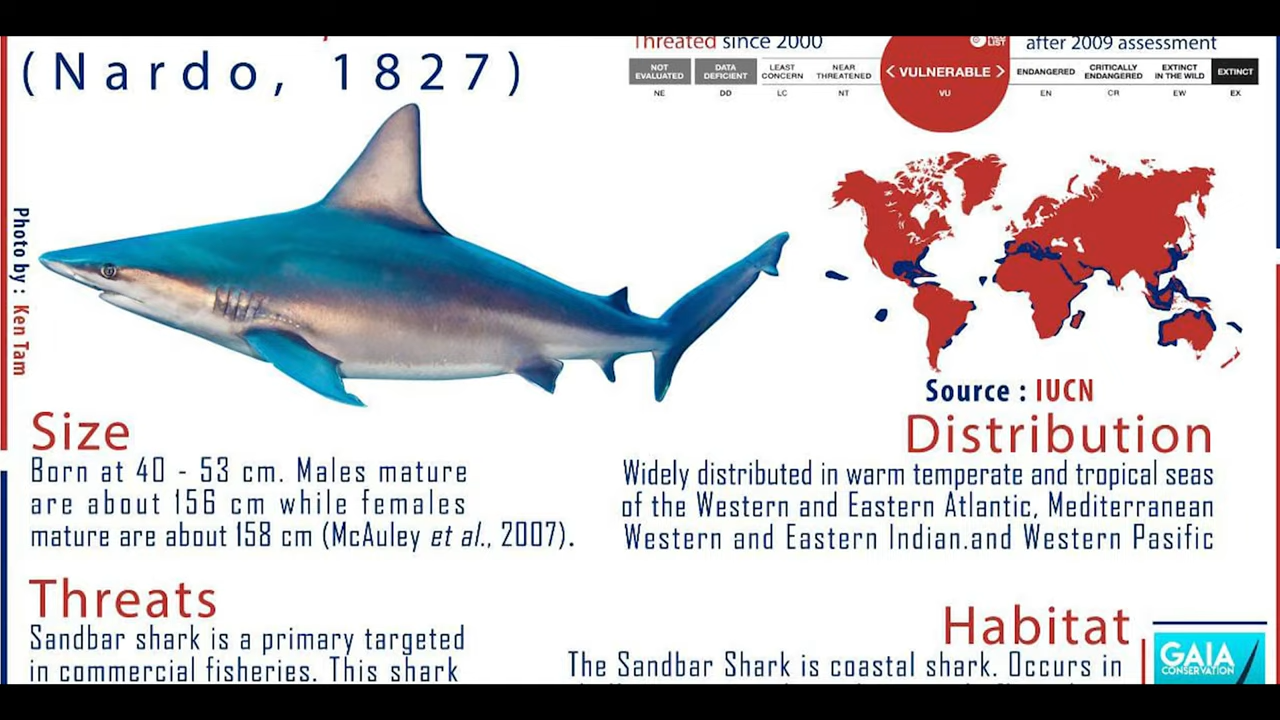 (Nardo, 1827)
Threated since 2000
after 2009 assessment
NOT EVALUATED
DATA DEFICIENT
LEAST CONCERN
NEAR THREATENED
< VULNERABLE >
ENDANGERED
CRITICALLY ENDANGERED
EXTINCT IN THE WILD
EXTINCT
NE
DD
LC
NT
VU
EN
CR
EW
EX
Photo by : Ken Tam
Source : IUCN
Size
Born at 40 - 53 cm. Males mature
are about 156 cm while females
mature are about 158 cm (McAuley et al., 2007).
Distribution
Widely distributed in warm temperate and tropical seas
of the Western and Eastern Atlantic, Mediterranean
Western and Eastern Indian.and Western Pasific
Threats
Sandbar shark is a primary targeted
in commercial fisheries. This shark
Habitat
The Sandbar Shark is coastal shark. Occurs in
GAIA
CONSERVATION